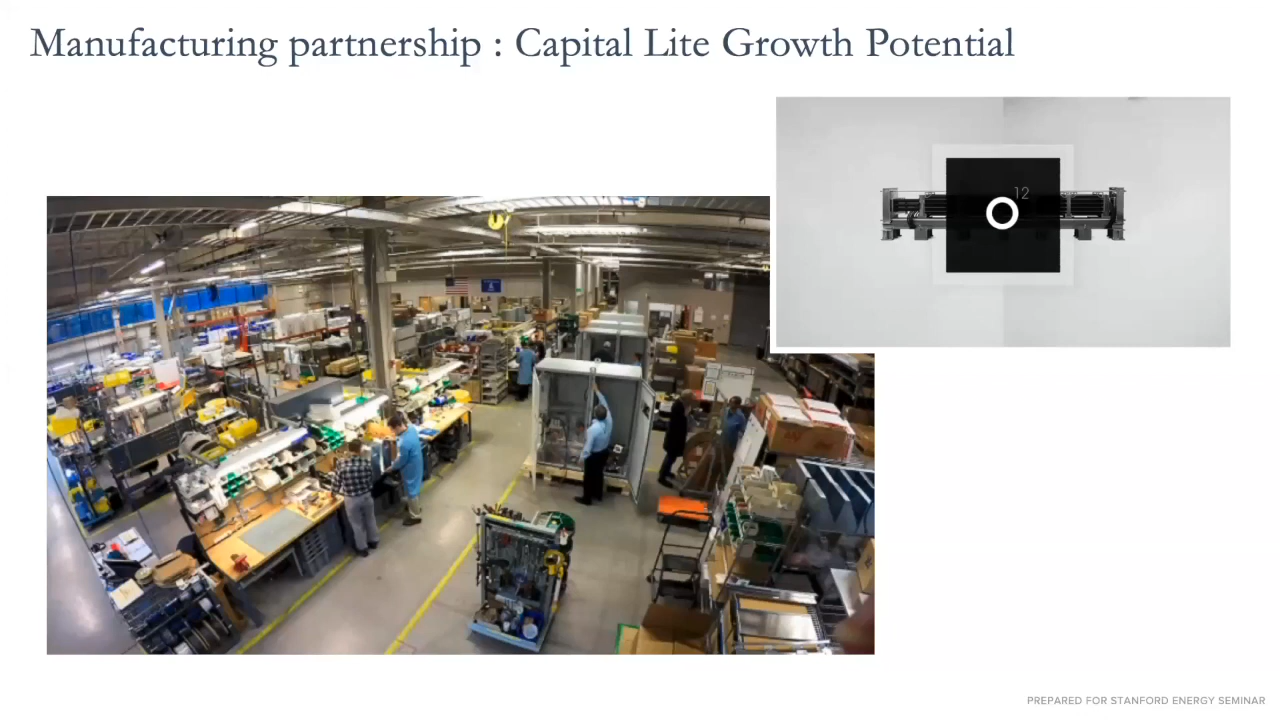 Manufacturing partnership : Capital Lite Growth Potential
12
PREPARED FOR STANFORD ENERGY SEMINAR